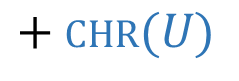 + CHR(U)